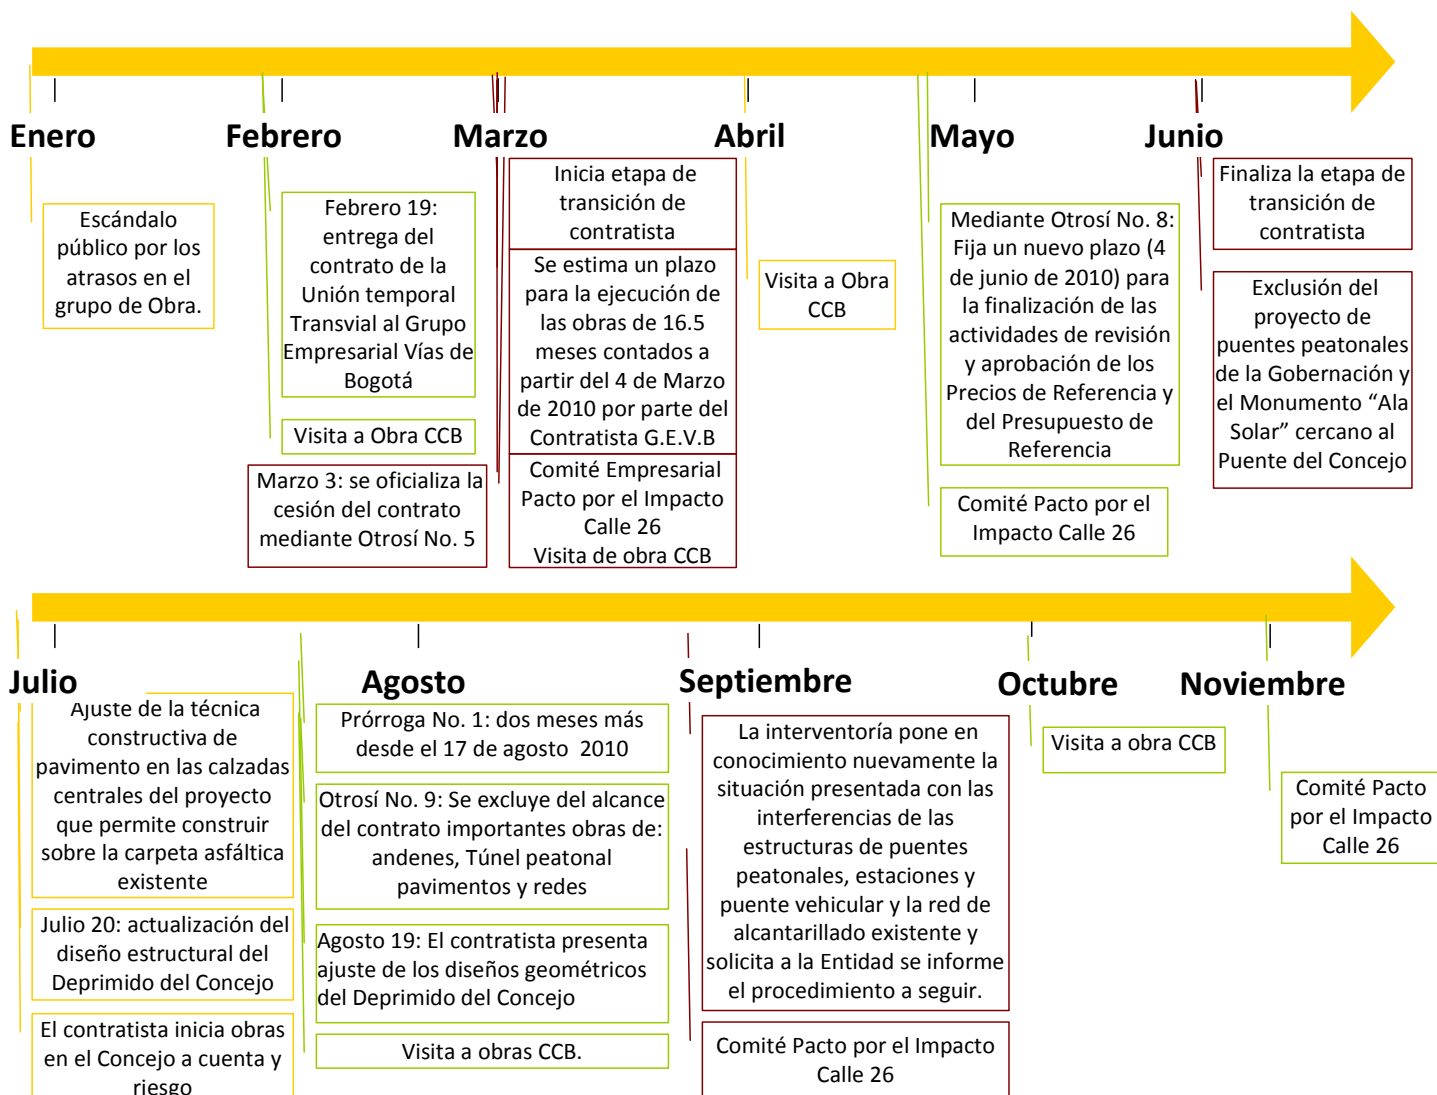 Enero
Febrero
Marzo
Abril
Mayo
Junio
Escándalo
público por los
atrasos en el
grupo de Obra.
Febrero 19:
entrega del
contrato de la
Unión temporal
Transvial al Grupo
Empresarial Vías de
Bogotá
Visita a Obra CCB
Marzo 3: se oficializa la
cesión del contrato
mediante Otrosí No. 5
Inicia etapa de
transición de
contratista
Se estima un plazo
para la ejecución de
las obras de 16.5
meses contados a
partir del 4 de Marzo
de 2010 por parte del
Contratista G.E.V.B
Comité Empresarial
Pacto por el Impacto
Calle 26
Visita de obra CCB
Visita a Obra
CCB
Mediante Otrosí No. 8:
Fija un nuevo plazo (4
de junio de 2010) para
la finalización de las
actividades de revisión
y aprobación de los
Precios de Referencia y
del Presupuesto de
Referencia
Comité Pacto por el
Impacto Calle 26
Finaliza la etapa de
transición de
contratista
Exclusión del
proyecto de
puentes peatonales
de la Gobernación y
el Monumento “Ala
Solar” cercano al
Puente del Concejo
Julio
Agosto
Septiembre
Octubre
Noviembre
Ajuste de la técnica
constructiva de
pavimento en las calzadas
centrales del proyecto
que permite construir
sobre la carpeta asfáltica
existente
Julio 20: actualización del
diseño estructural del
Deprimido del Concejo
El contratista inicia obras
en el Concejo a cuenta y
riesgo
Prórroga No. 1: dos meses más
desde el 17 de agosto 2010
Otrosí No. 9: Se excluye del alcance
del contrato importantes obras de:
andenes, Túnel peatonal
pavimentos y redes
Agosto 19: El contratista presenta
ajuste de los diseños geométricos
del Deprimido del Concejo
Visita a obras CCB.
La interventoría pone en
conocimiento nuevamente la
situación presentada con las
interferencias de las
estructuras de puentes
peatonales, estaciones y
puente vehicular y la red de
alcantarillado existente y
solicita a la Entidad se informe
el procedimiento a seguir.
Comité Pacto por el Impacto
Calle 26
Visita a obra CCB
Comité Pacto
por el Impacto
Calle 26